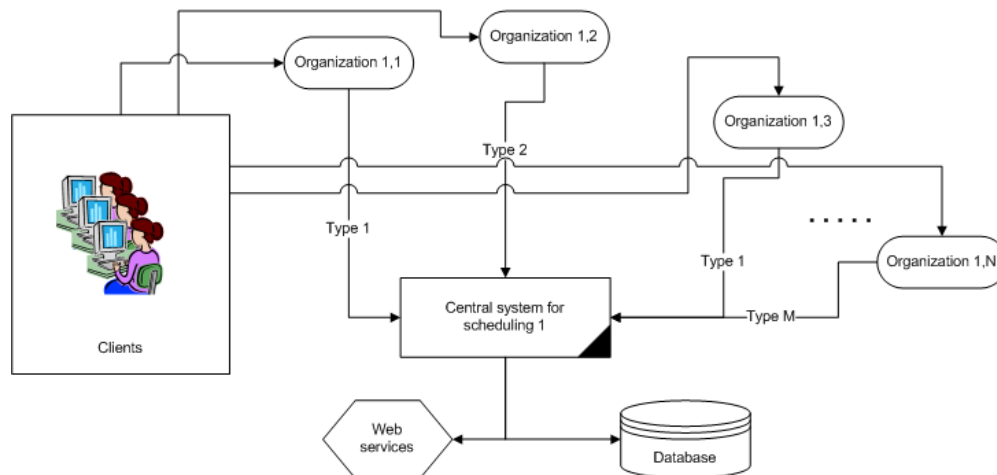 Organization 1,1
Organization 1,2
Organization 1,3
Type 2
Type 1
. . . . .
Type 1
Organization 1,N
Central system for
scheduling 1
Type M
Clients
Web
services
Database